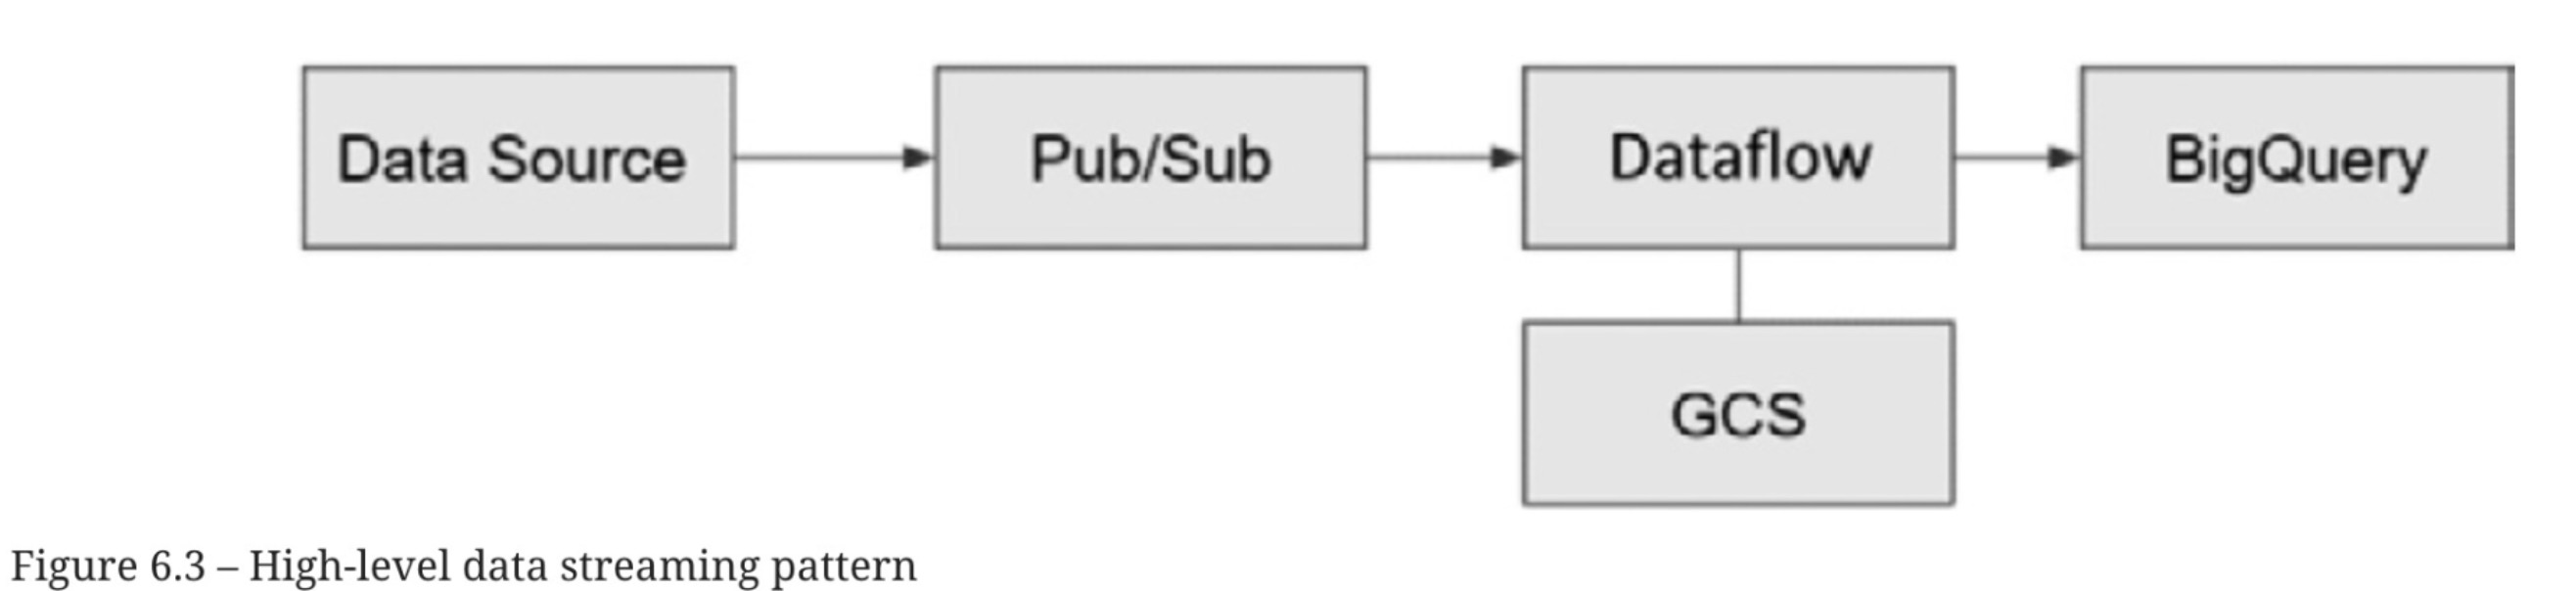 Data Source
Pub/Sub
Dataflow
BigQuery
GCS
Figure 6.3 – High-level data streaming pattern